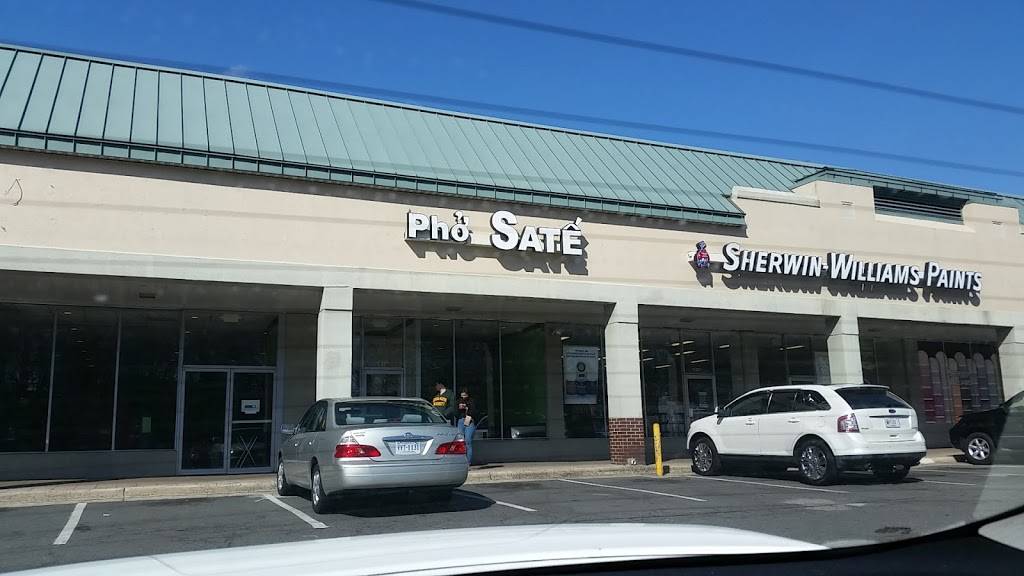 Phở SATẾ
SHERWIN-WILLIAMS PAINTS